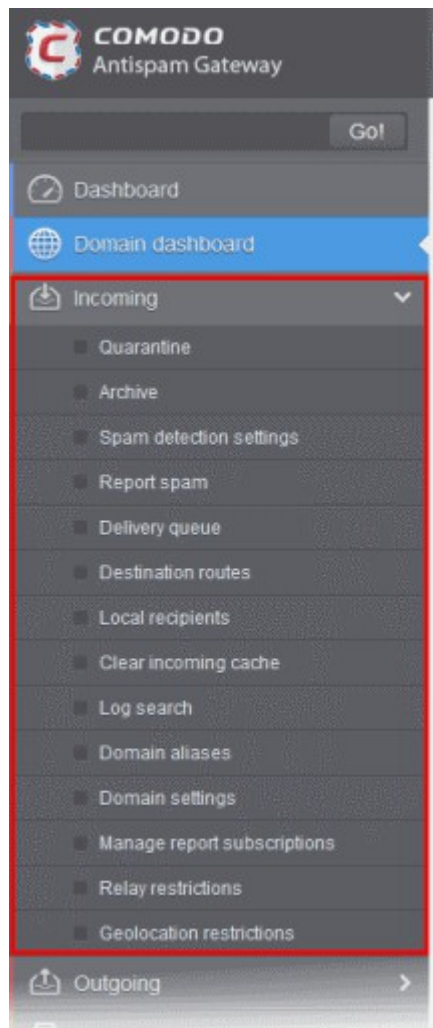 COMODO
Antispam Gateway
Go!
Dashboard
Domain dashboard
Incoming
Quarantine
Archive
Spam detection settings
Report spam
Delivery queue
Destination routes
Local recipients
Clear incoming cache
Log search
Domain aliases
Domain settings
Manage report subscriptions
Relay restrictions
Geolocation restrictions
Outgoing